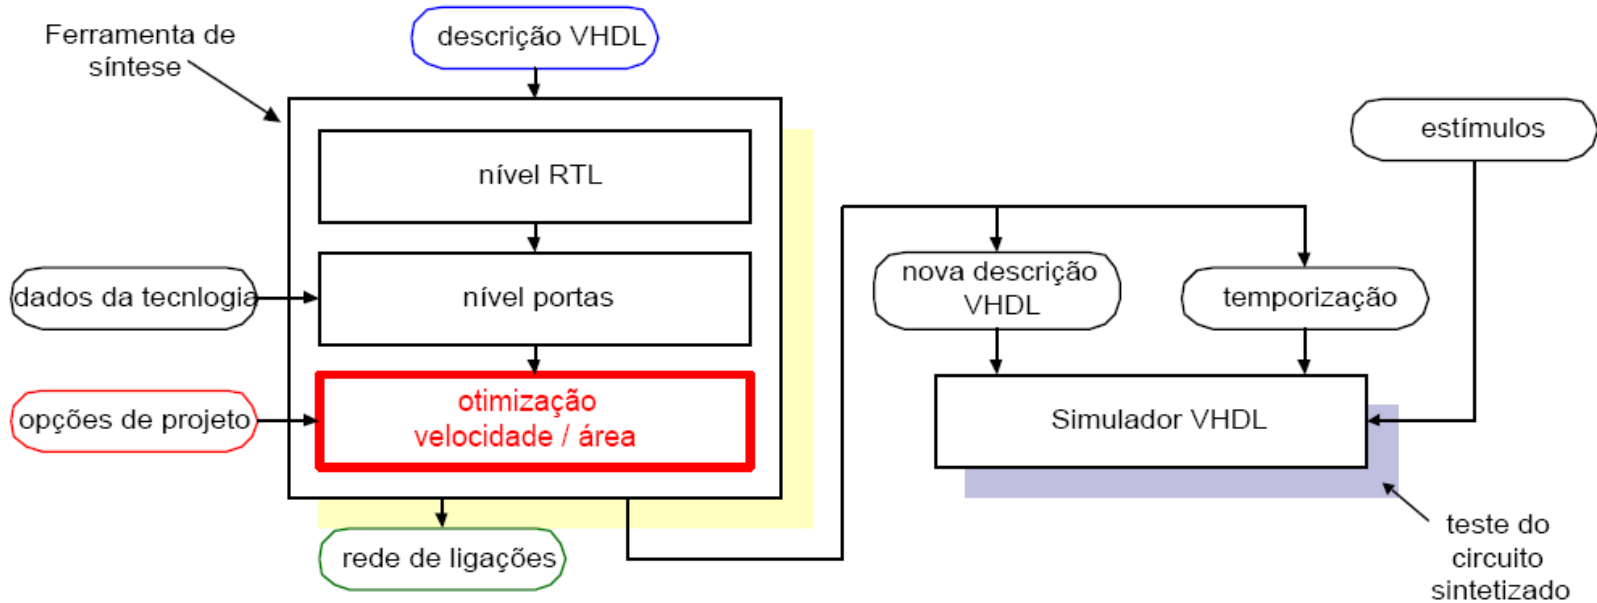 Ferramenta de
síntese
descrição VHDL
estímulos
nível RTL
nova descrição
VHDL
temporização
dados da tecnlogia
nível portas
opções de projeto
otimização
velocidade / área
Simulador VHDL
rede de ligações
teste do
circuito
sintetizado